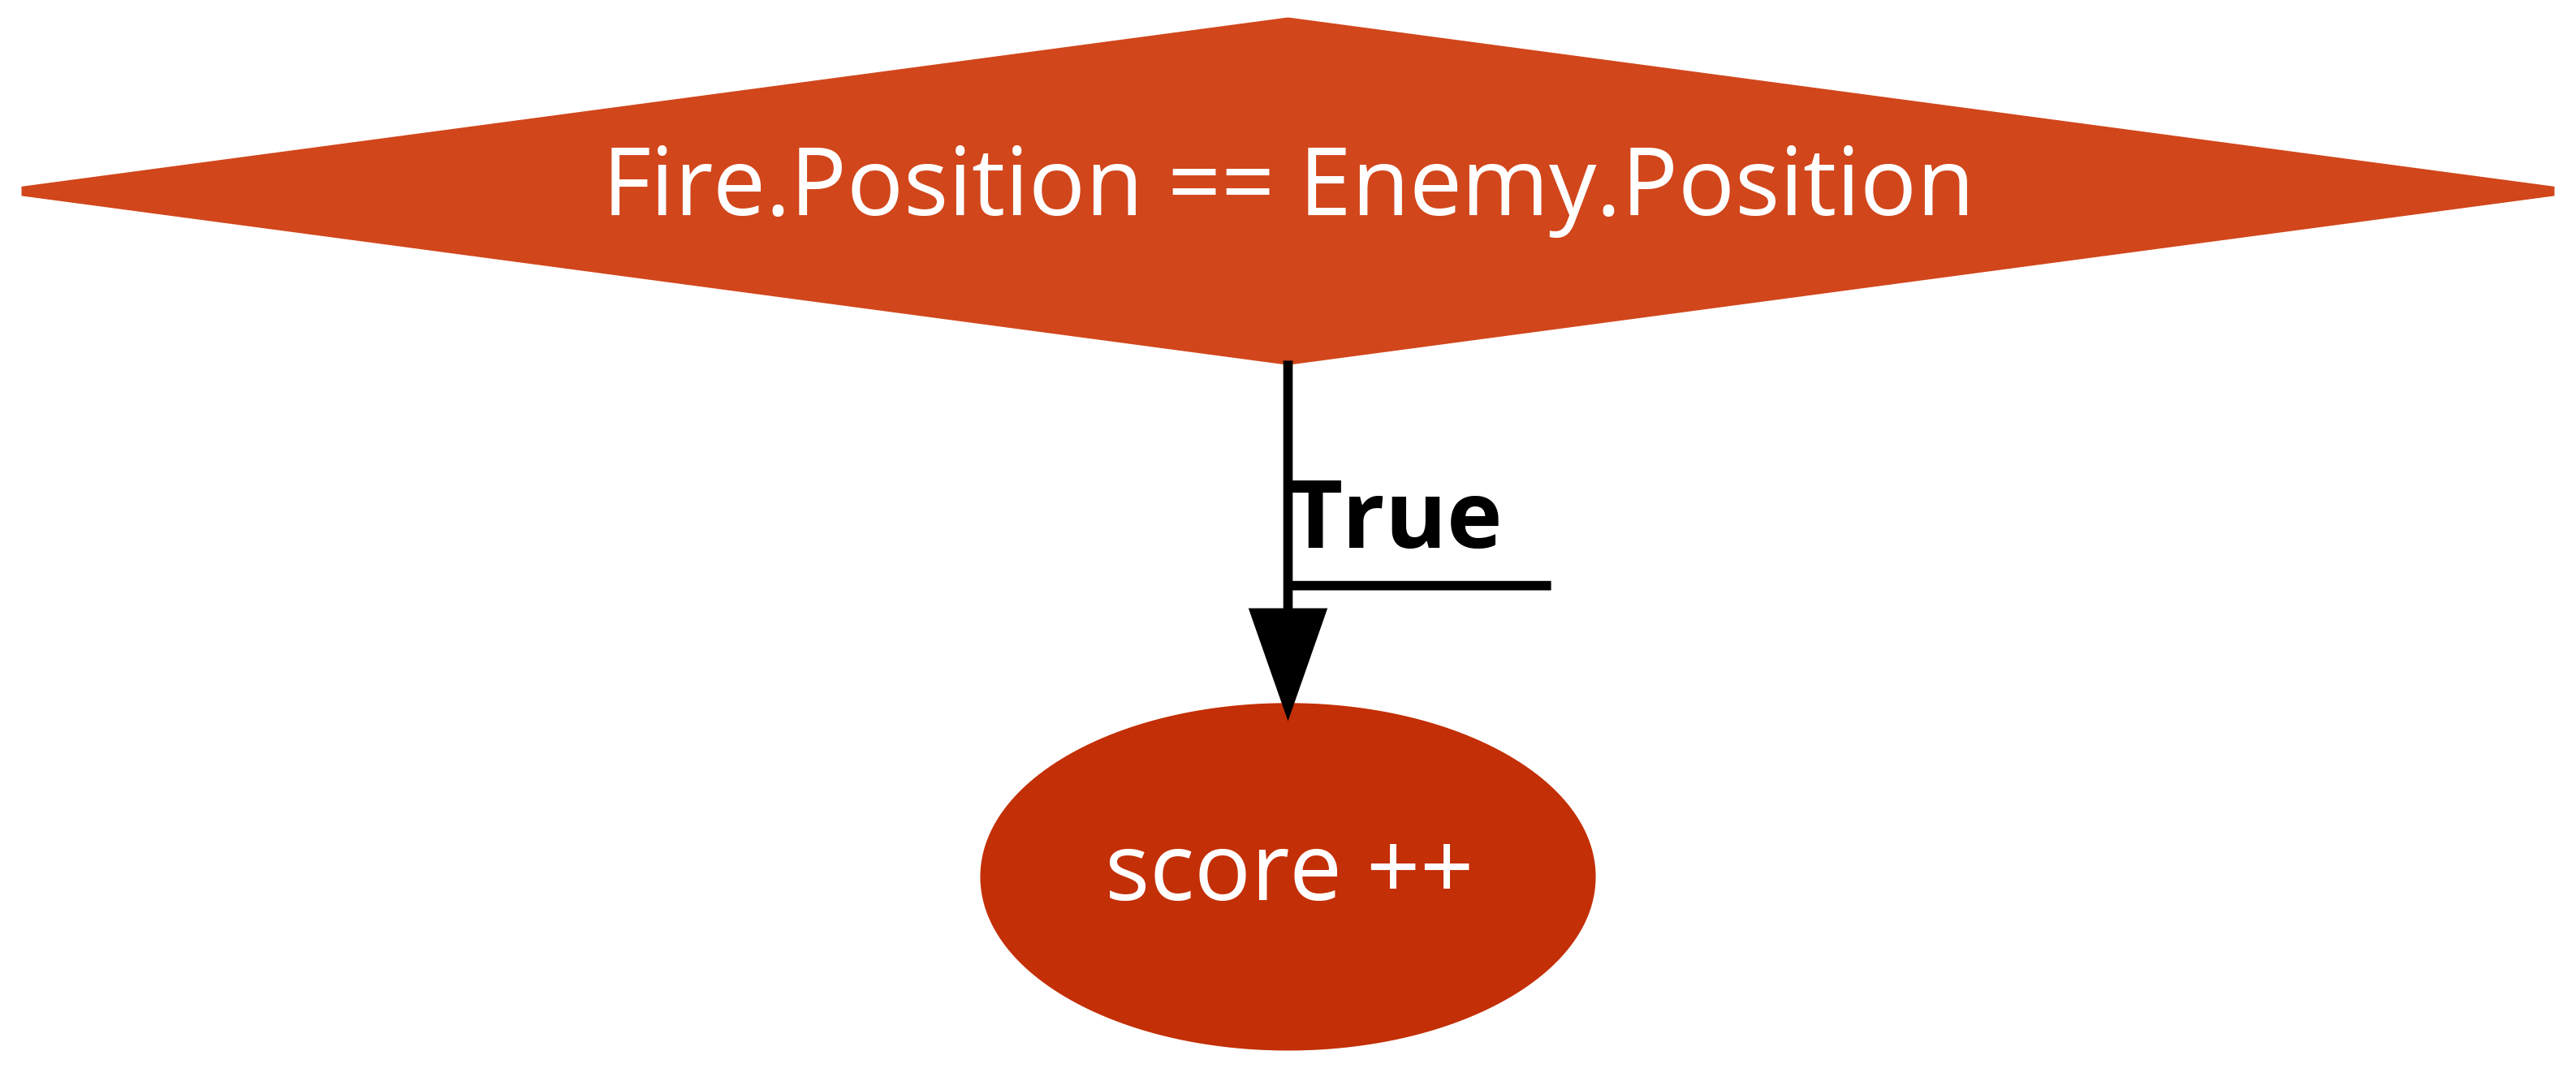 Fire.Position == Enemy.Position
True
score ++